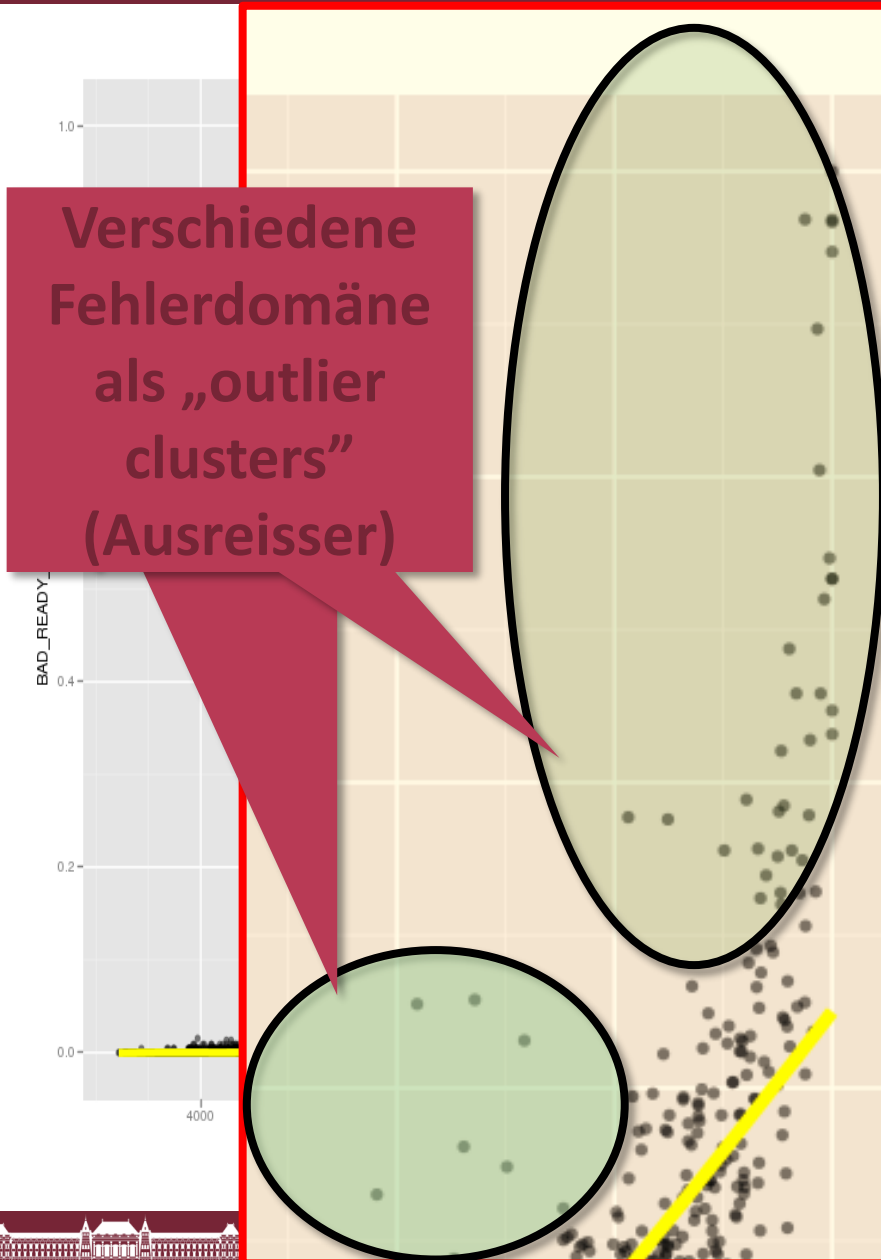 1.0
Verschiedene
Fehlerdomäne
als „outlier
clusters”
(Ausreisser)
BAD_READY_
0.4
0.2
0.0
4000